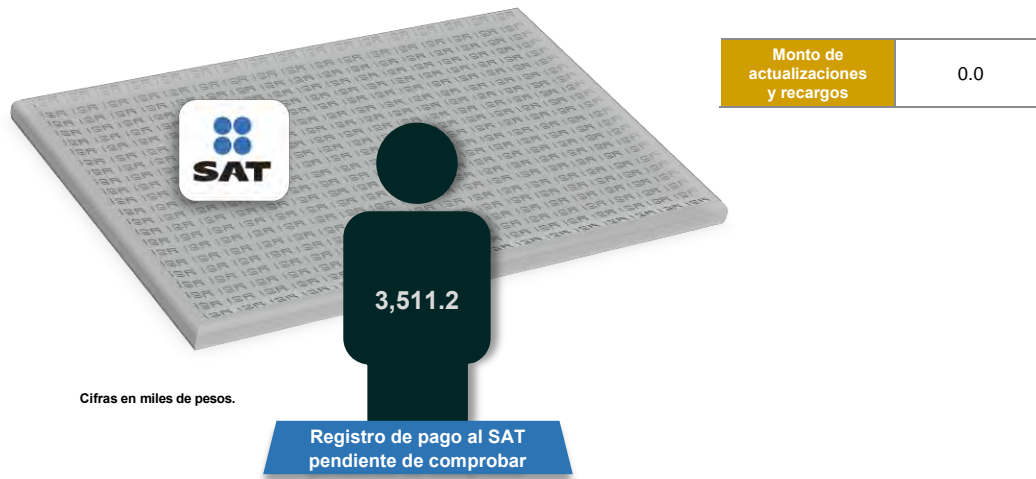 Monto de
actualizaciones
y recargos
0.0
SAT
3,511.2
Cifras en miles de pesos.
Registro de pago al SAT
pendiente de comprobar